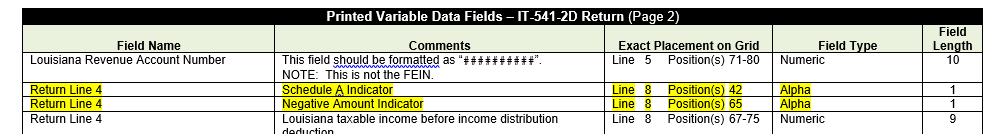 Printed Variable Data Fields – IT-541-2D Return (Page 2)
Field Name Comments Exact Placement on Grid Field Type Field Length
Louisiana Revenue Account Number This field should be formatted as “##########”. Line 5 Position(s) 71-80 Numeric 10
NOTE: This is not the FEIN.
Return Line 4 Schedule A Indicator Line 8 Position(s) 42 Alpha 1
Return Line 4 Negative Amount Indicator Line 8 Position(s) 65 Alpha 1
Return Line 4 Louisiana taxable income before income distribution Line 8 Position(s) 67-75 Numeric 9
deduction